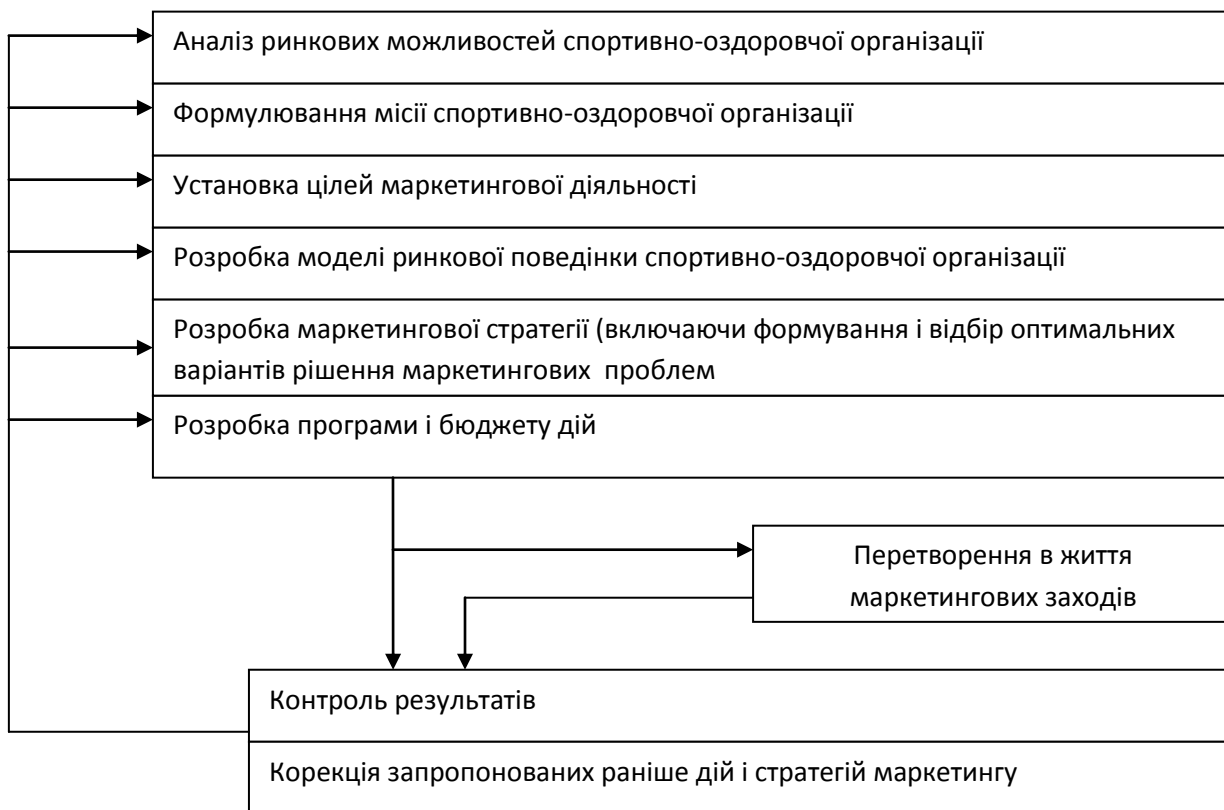 Аналіз ринкових можливостей спортивно-оздоровчої організації
Формулювання місії спортивно-оздоровчої організації
Установка цілей маркетингової діяльності
Розробка моделі ринкової поведінки спортивно-оздоровчої організації
Розробка маркетингової стратегії (включаючи формування і відбір оптимальних
варіантів рішення маркетингових проблем
Розробка програми і бюджету дій
Перетворення в життя
маркетингових заходів
Контроль результатів
Корекція запропонованих раніше дій і стратегій маркетингу